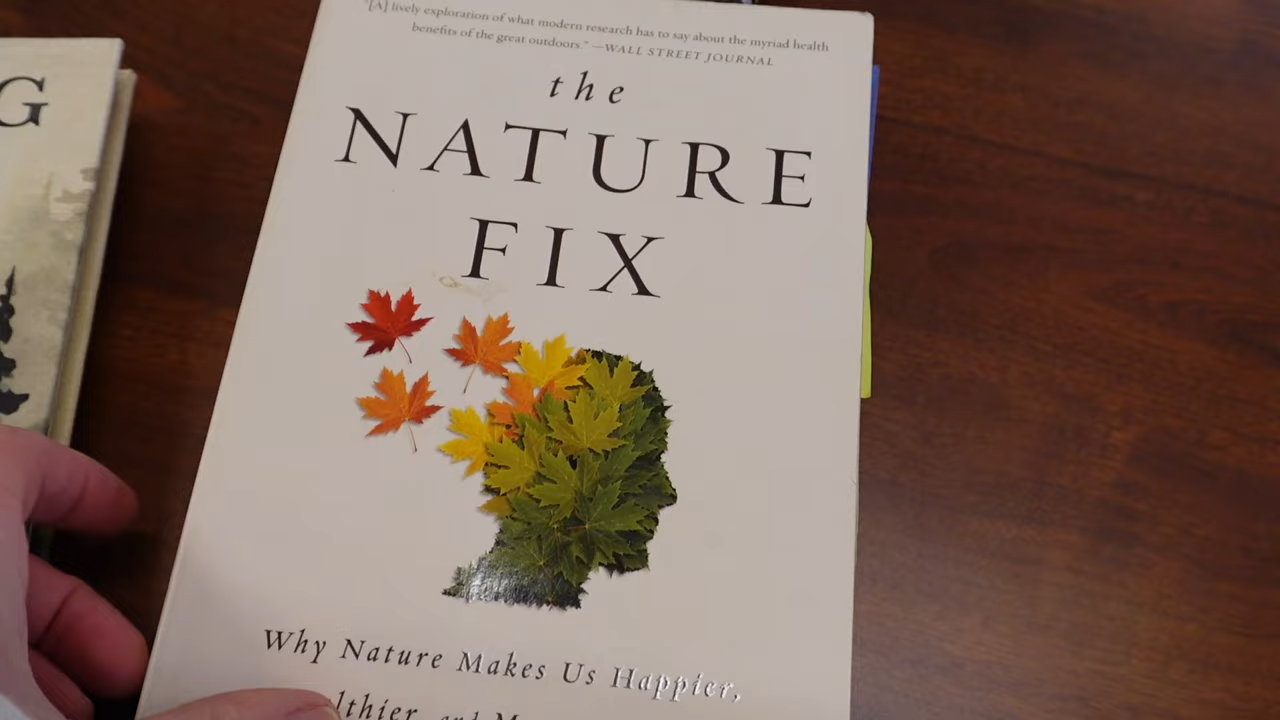 G
"[A] lively exploration of what modern research has to say about the myriad health
benefits of the great outdoors." —WALL STREET JOURNAL
the
NATURE
FIX
Why Nature Makes Us Happier,
and